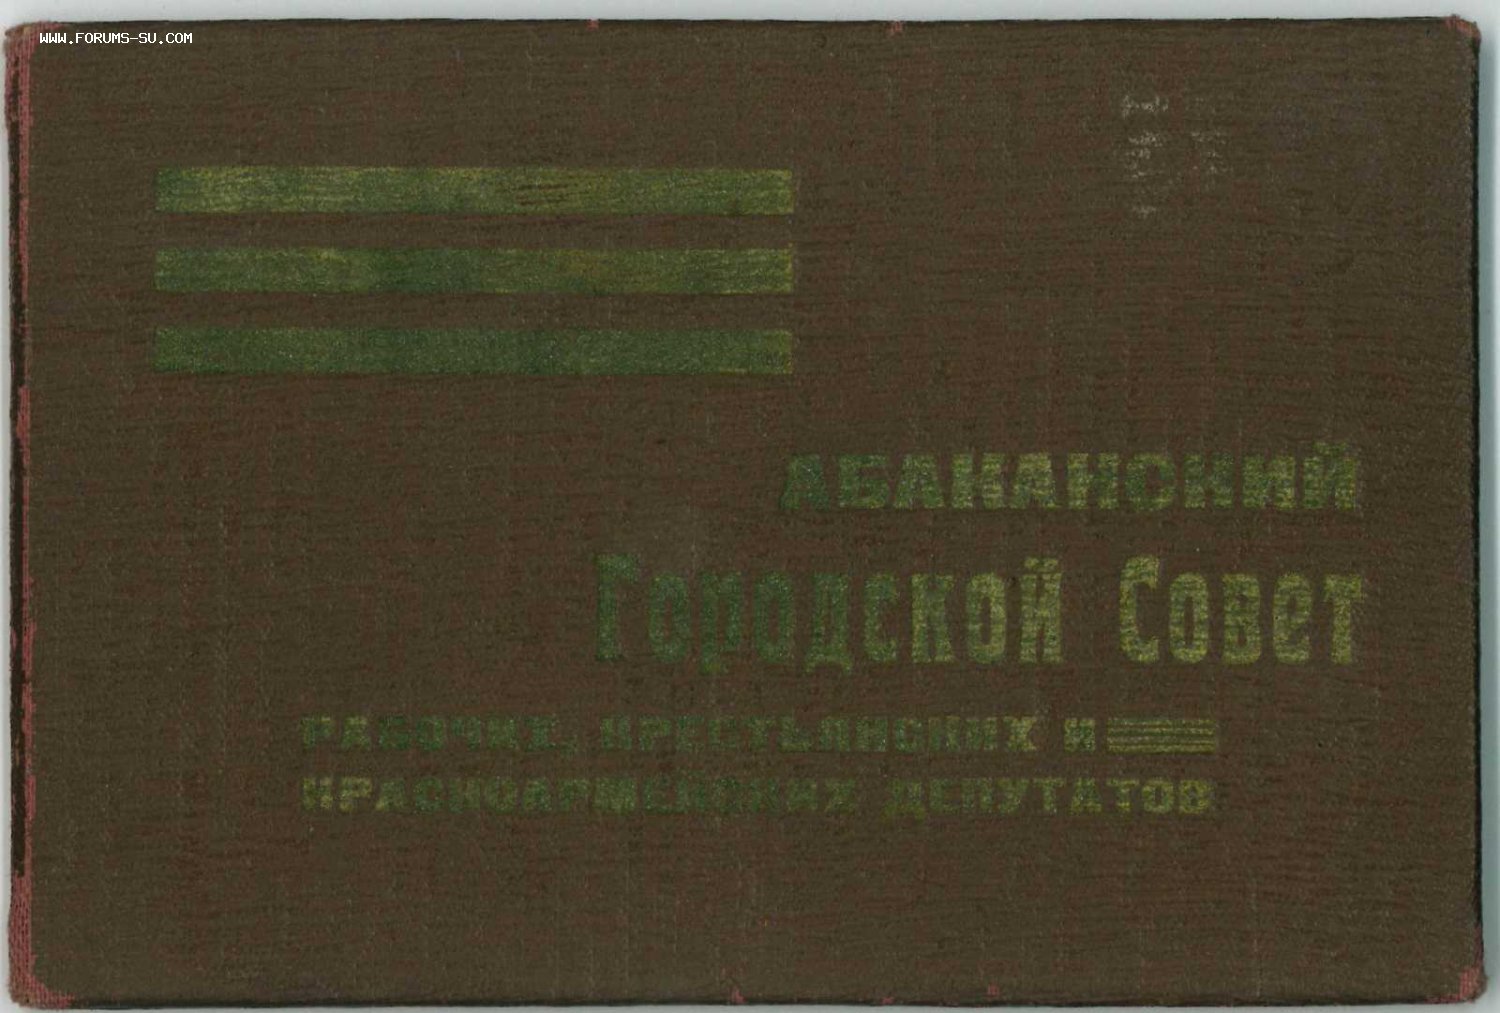 WWW.FORUMS-SU.COM
АБАКАНСКИЙ
Городской Совет
РАБОЧИХ, КРЕСТЬЯНСКИХ И
КРАСНОАРМЕЙСКИХ ДЕПУТАТОВ